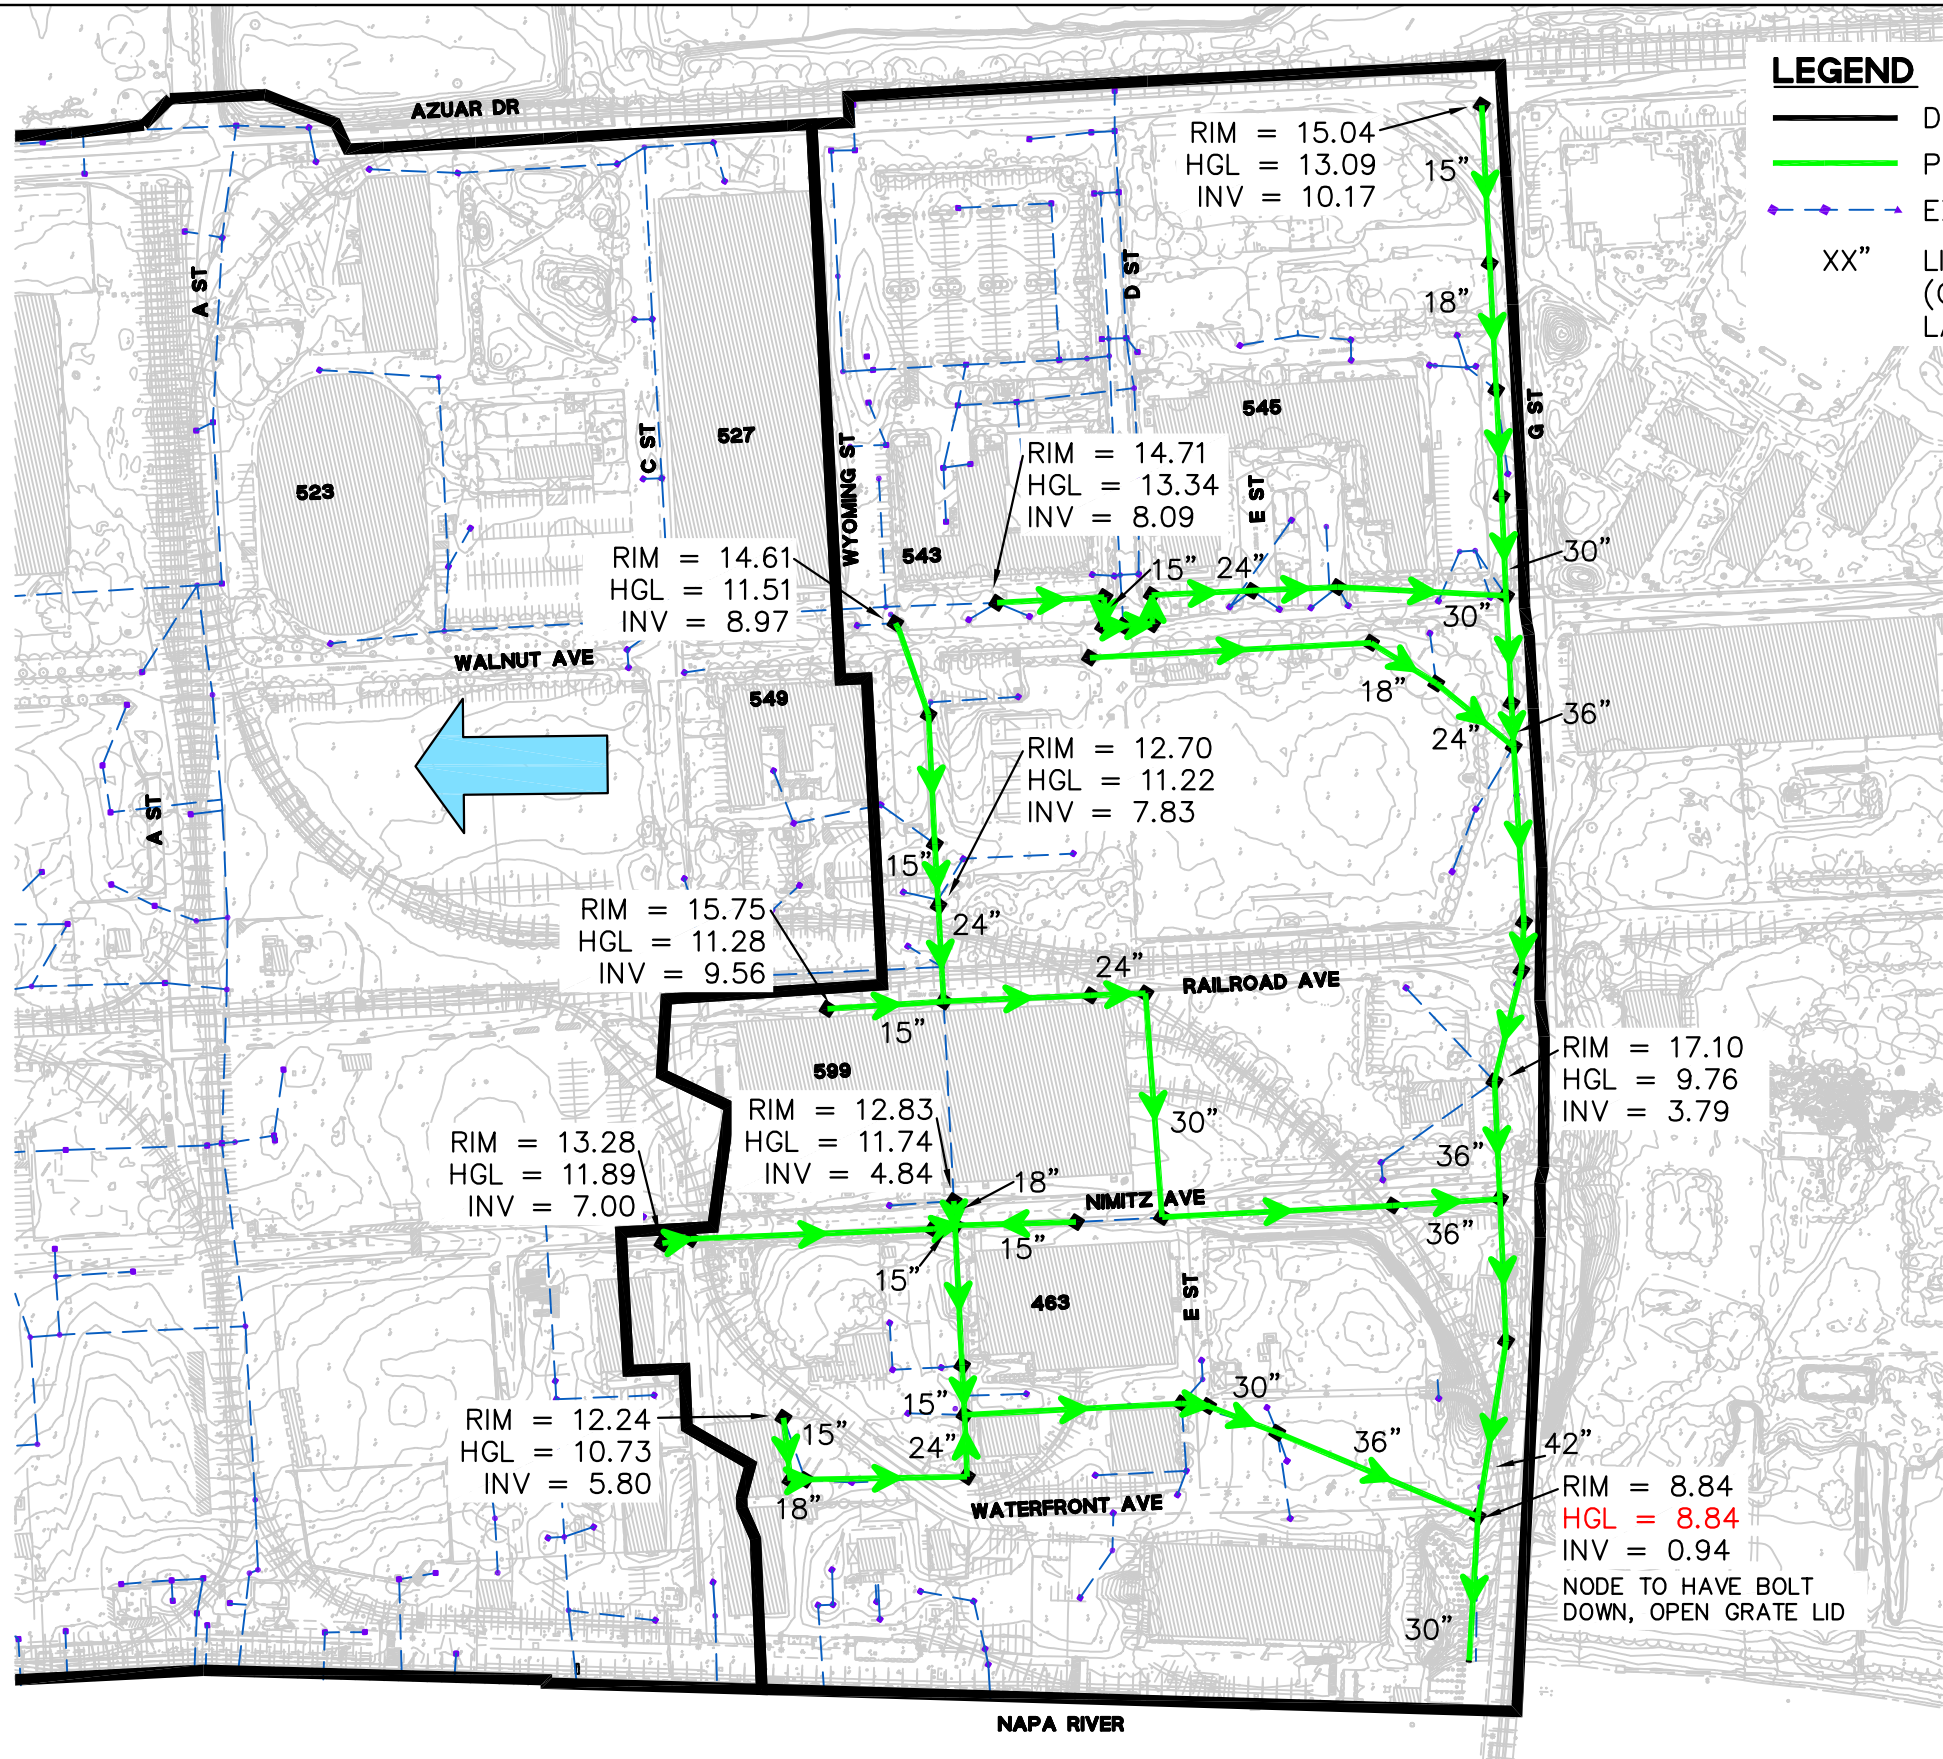 LEGEND
D
P
E
XX”
LI
(
LA
AZUAR DR
RIM = 15.04
HGL = 13.09
INV = 10.17
15”
18”
A ST
D ST
C ST
527
WYOMING ST
523
543
545
E ST
G ST
RIM = 14.71
HGL = 13.34
INV = 8.09
RIM = 14.61
HGL = 11.51
INV = 8.97
15”
24”
30”
30”
WALNUT AVE
549
18”
24”
36”
RIM = 12.70
HGL = 11.22
INV = 7.83
A ST
15”
24”
RIM = 15.75
HGL = 11.28
INV = 9.56
24”
RAILROAD AVE
15”
599
RIM = 17.10
HGL = 9.76
INV = 3.79
RIM = 12.83
HGL = 11.74
INV = 4.84
30”
36”
RIM = 13.28
HGL = 11.89
INV = 7.00
18”
NIMITZ AVE
15”
15”
36”
463
E ST
30”
15”
RIM = 12.24
HGL = 10.73
INV = 5.80
15”
24”
36”
42”
18”
WATERFRONT AVE
RIM = 8.84
HGL = 8.84
INV = 0.94
NODE TO HAVE BOLT
DOWN, OPEN GRATE LID
30”
NAPA RIVER